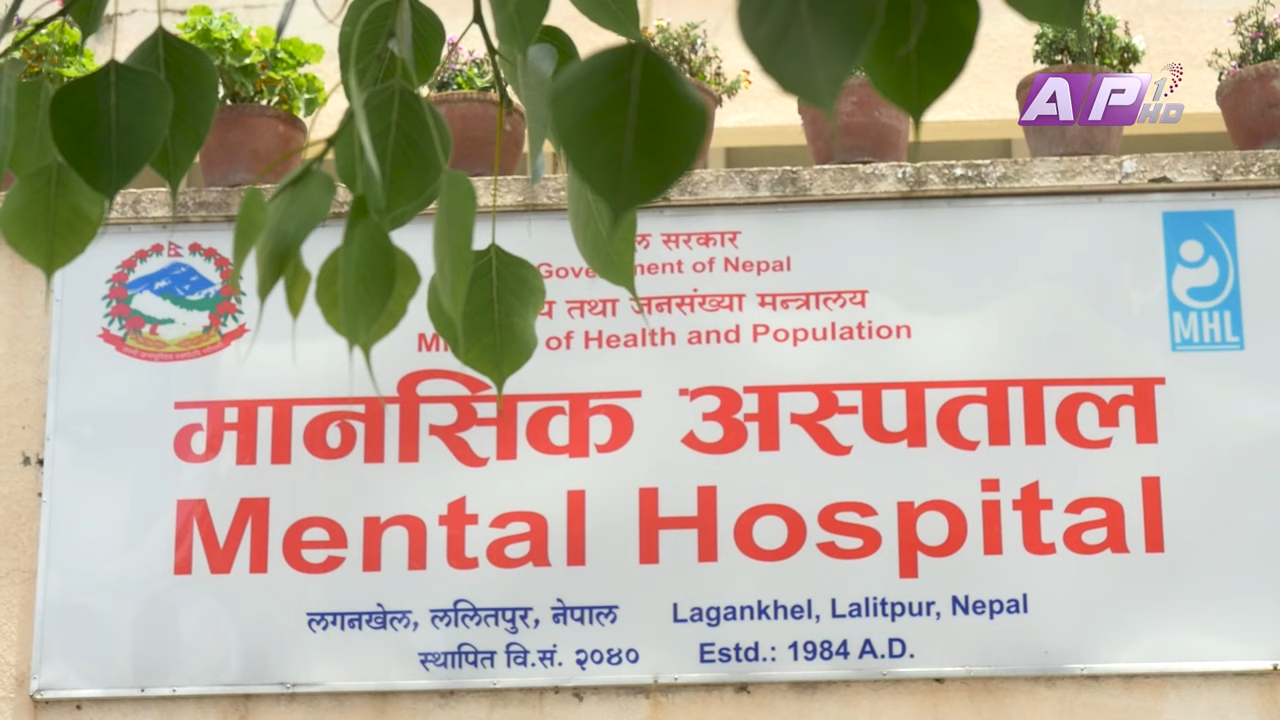 AP1 HD
सरकार
of Nepal
तथा जनसंख्या मन्त्रालय
of Health and Population
MHL
मानसिक अस्पताल
Mental Hospital
लगनखेल, ललितपुर, नेपाल
Lagankhel, Lalitpur, Nepal
स्थापित वि.सं. २०४०
Estd.: 1984 A.D.